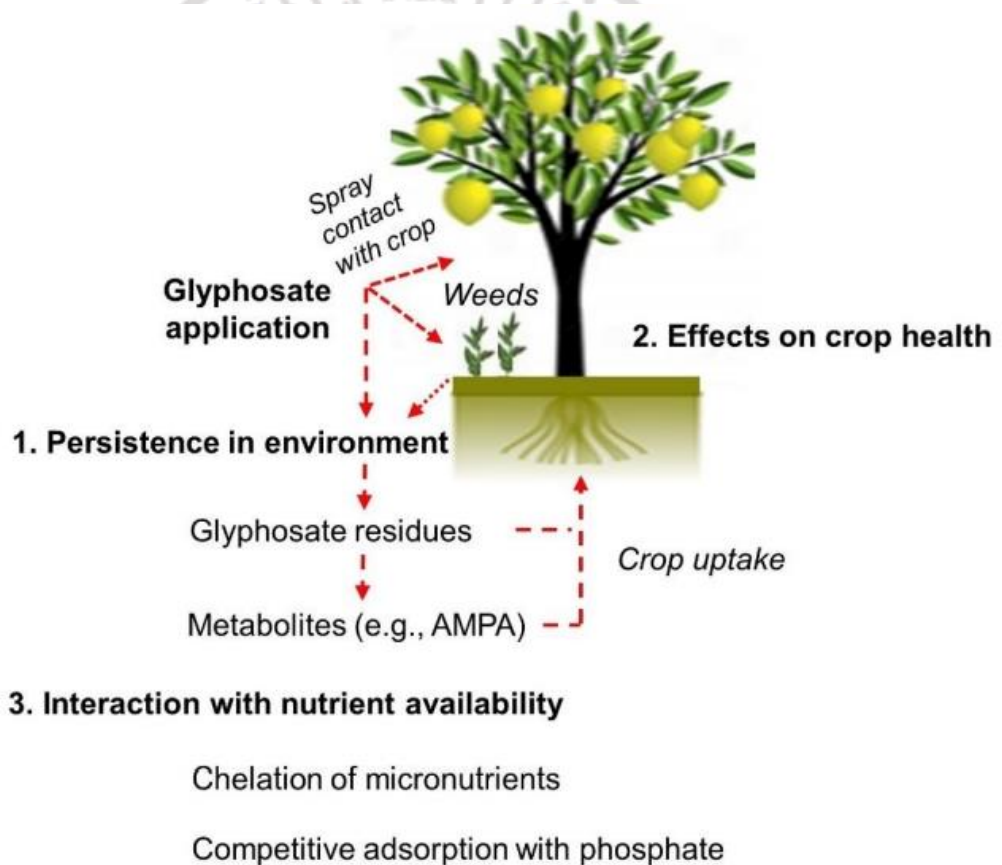 Spray
contact
with crop
Glyphosate
application
Weeds
2. Effects on crop health
1. Persistence in environment
Glyphosate residues
Crop uptake
Metabolites (e.g., AMPA)
3. Interaction with nutrient availability
Chelation of micronutrients
Competitive adsorption with phosphate